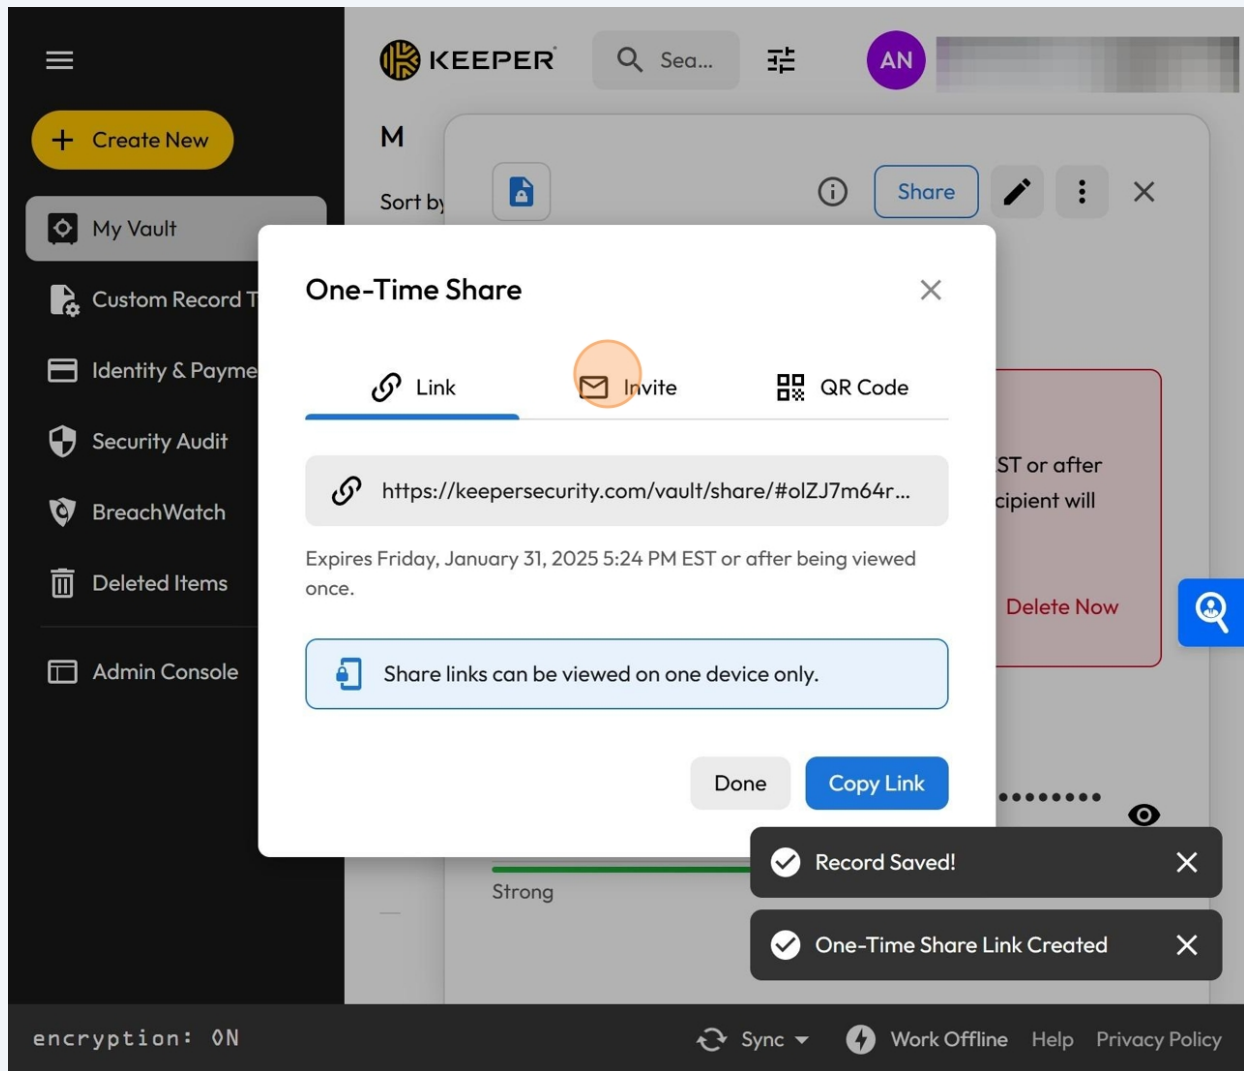 KEEPER
Sea...
AN
Create New
M
Sort by
Share
My Vault
Custom Record T
Identity & Payme
Security Audit
BreachWatch
Deleted Items
Admin Console
One-Time Share
Link
Invite
QR Code
https://keepersecurity.com/vault/share/#olZJ7m64r...
Expires Friday, January 31, 2025 5:24 PM EST or after being viewed
once.
Share links can be viewed on one device only.
Done
Copy Link
ST or after
cipient will
Delete Now
Strong
Record Saved!
One-Time Share Link Created
encryption: ON
Sync
Work Offline
Help
Privacy Policy